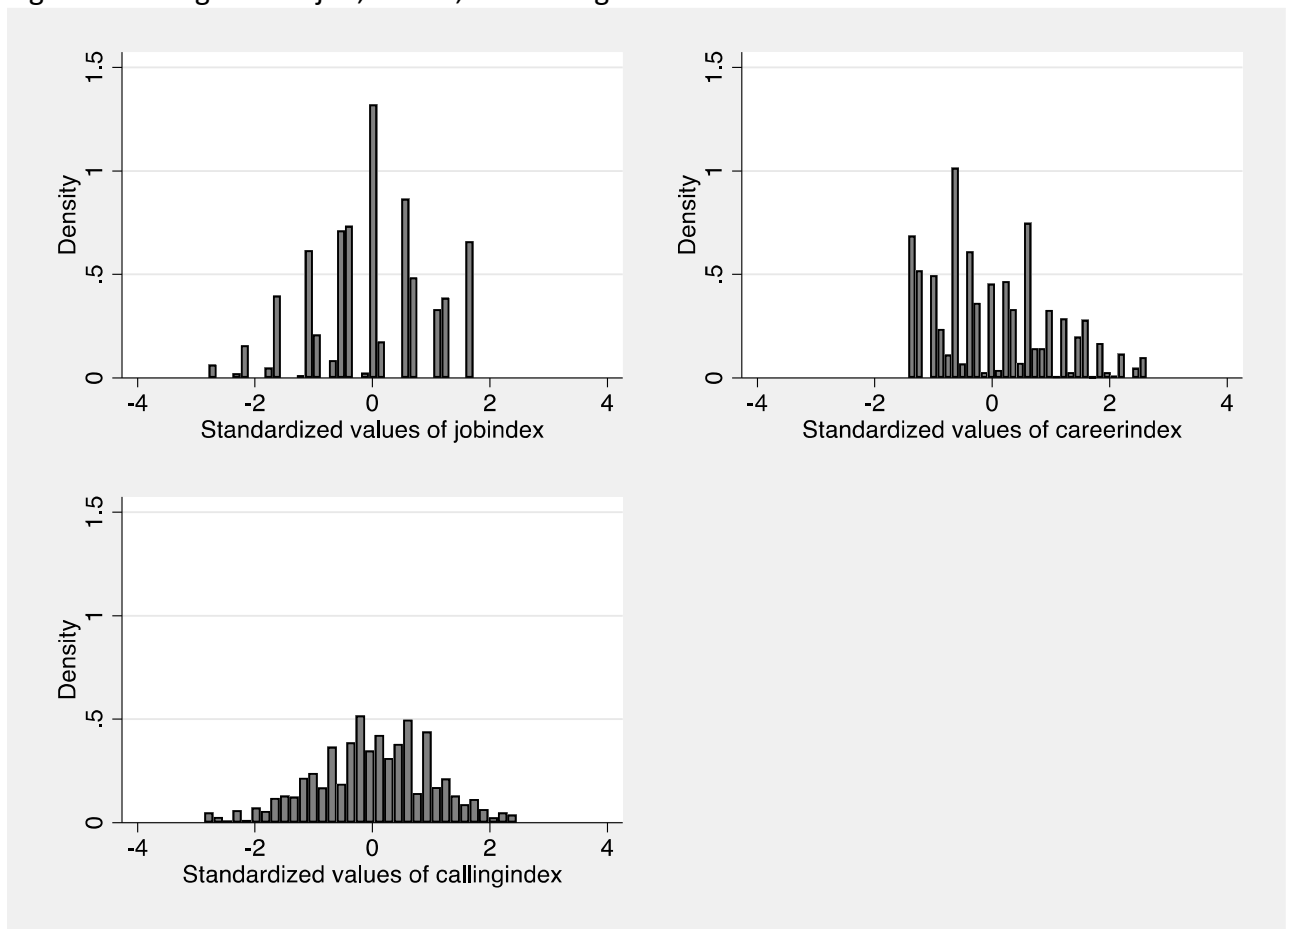 1.5
1
.5
0
Density
-4 -2 0 2 4
Standardized values of jobindex
1.5
1
.5
0
Density
-4 -2 0 2 4
Standardized values of careerindex
1.5
1
.5
0
Density
-4 -2 0 2 4
Standardized values of callingindex